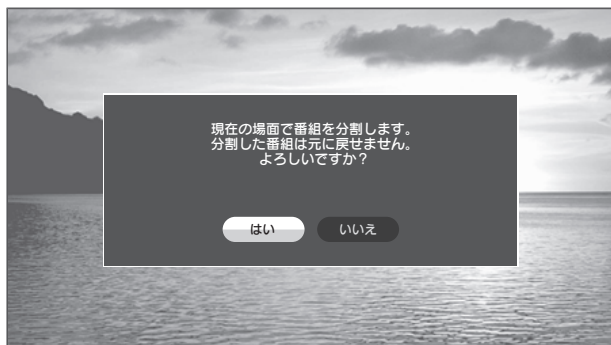 現在の場面で番組を分割します。
分割した番組は元に戻せません。
よろしいですか？
はい
いいえ